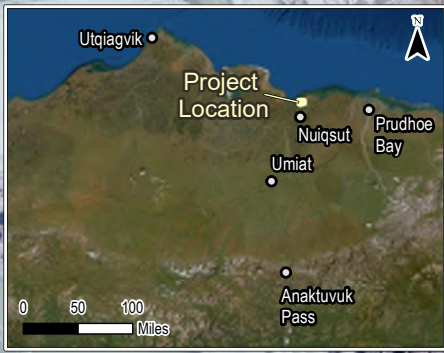 N
Utqiagvik
Project
Location
Nuiqsut
Prudhoe
Bay
Umiat
Anaktuvuk
Pass
0 50 100
Miles